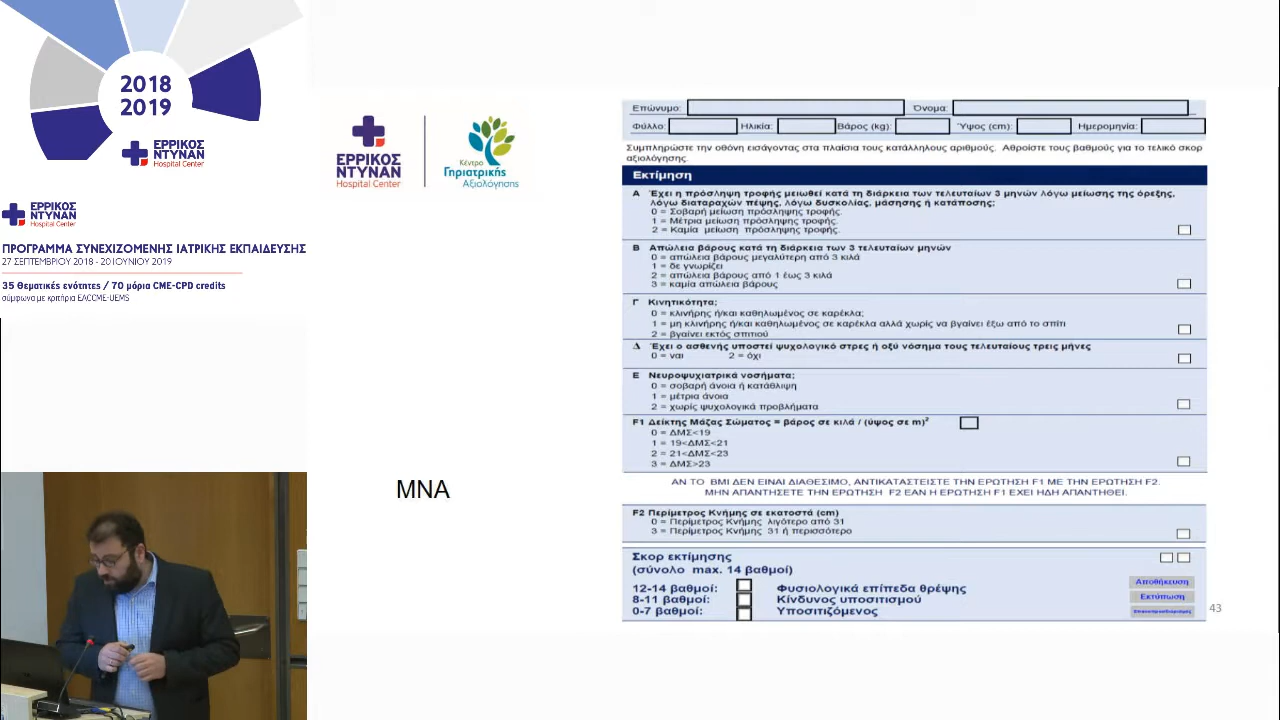 2018
2019
ΕΡΡΙΚΟΣ
ΝΤΥΝΑΝ
Hospital Center
ΕΡΡΙΚΟΣ
ΝΤΥΝΑΝ
Hospital Center
ΠΡΟΓΡΑΜΜΑ ΣΥΝΕΧΙΖΟΜΕΝΗΣ ΙΑΤΡΙΚΗΣ ΕΚΠΑΙΔΕΥΣΗΣ
27 ΣΕΠΤΕΜΒΡΙΟΥ 2018 - 20 ΙΟΥΝΙΟΥ 2019
35 θεματικές ενότητες / 70 μόρια CME-CPD credits
σύμφωνα με κριτήρια EACCME-UEMS
ΕΡΡΙΚΟΣ
ΝΤΥΝΑΝ
Hospital Center
Κέντρο
Γηριατρικής
Αξιολόγησης
MNA
Επώνυμο: Όνομα:
Φύλλο: Ηλικία: Βάρος (kg): Ύψος (cm): Ημερομηνία:
Συμπληρώστε την οθόνη εισάγοντας στα πλαίσια τους κατάλληλους αριθμούς. Αθροίστε τους βαθμούς για το τελικό σκορ
αξιολόγησης.
Εκτίμηση
Α Έχει η πρόσληψη τροφής μειωθεί κατά τη διάρκεια των τελευταίων 3 μηνών λόγω μείωσης της όρεξης,
λόγω διαταραχών πέψης, λόγω δυσκολίας, μάσησης ή κατάποσης;
0 = Σοβαρή μείωση πρόσληψης τροφής.
1 = Μέτρια μείωση πρόσληψης τροφής.
2 = Καμία μείωση πρόσληψης τροφής.
Β Απώλεια βάρους κατά τη διάρκεια των 3 τελευταίων μηνών
0 = απώλεια βάρους μεγαλύτερη από 3 κιλά
1 = δε γνωρίζει
2 = απώλεια βάρους από 1 έως 3 κιλά
3 = καμία απώλεια βάρους
Γ Κινητικότητα;
0 = κλινήρης ή/και καθηλωμένος σε καρέκλα;
1 = μη κλινήρης ή/και καθηλωμένος σε καρέκλα αλλά χωρίς να βγαίνει έξω από το σπίτι
2 = βγαίνει εκτός σπιτιού
Δ Έχει ο ασθενής υποστεί ψυχολογικό στρες ή οξύ νόσημα τους τελευταίους τρεις μήνες
0 = ναι 2 = όχι
Ε Νευροψυχιατρικά νοσήματα;
0 = σοβαρή άνοια ή κατάθλιψη
1 = μέτρια άνοια
2 = χωρίς ψυχολογικά προβλήματα
F1 Δείκτης Μάζας Σώματος = βάρος σε κιλά / (ύψος σε m)²
0 = ΔΜΣ<19
1 = 19<ΔΜΣ<21
2 = 21<ΔΜΣ<23
3 = ΔΜΣ>23
ΑΝ ΤΟ BMI ΔΕΝ ΕΙΝΑΙ ΔΙΑΘΕΣΙΜΟ, ΑΝΤΙΚΑΤΑΣΤΕΙΣΤΕ ΤΗΝ ΕΡΩΤΗΣΗ F1 ΜΕ ΤΗΝ ΕΡΩΤΗΣΗ F2.
ΜΗΝ ΑΠΑΝΤΗΣΕΤΕ ΤΗΝ ΕΡΩΤΗΣΗ F2 ΕΑΝ Η ΕΡΩΤΗΣΗ F1 ΕΧΕΙ ΗΔΗ ΑΠΑΝΤΗΘΕΙ.
F2 Περίμετρος Κνήμης σε εκατοστά (cm)
0 = Περίμετρος Κνήμης λιγότερο από 31
3 = Περίμετρος Κνήμης 31 ή περισσότερο
Σκορ εκτίμησης
(σύνολο max. 14 βαθμοί)
12-14 βαθμοί: Φυσιολογικά επίπεδα θρέψης
8-11 βαθμοί: Κίνδυνος υποσιτισμού
0-7 βαθμοί: Υποσιτιζόμενος
Αποθήκευση
Εκτύπωση
43